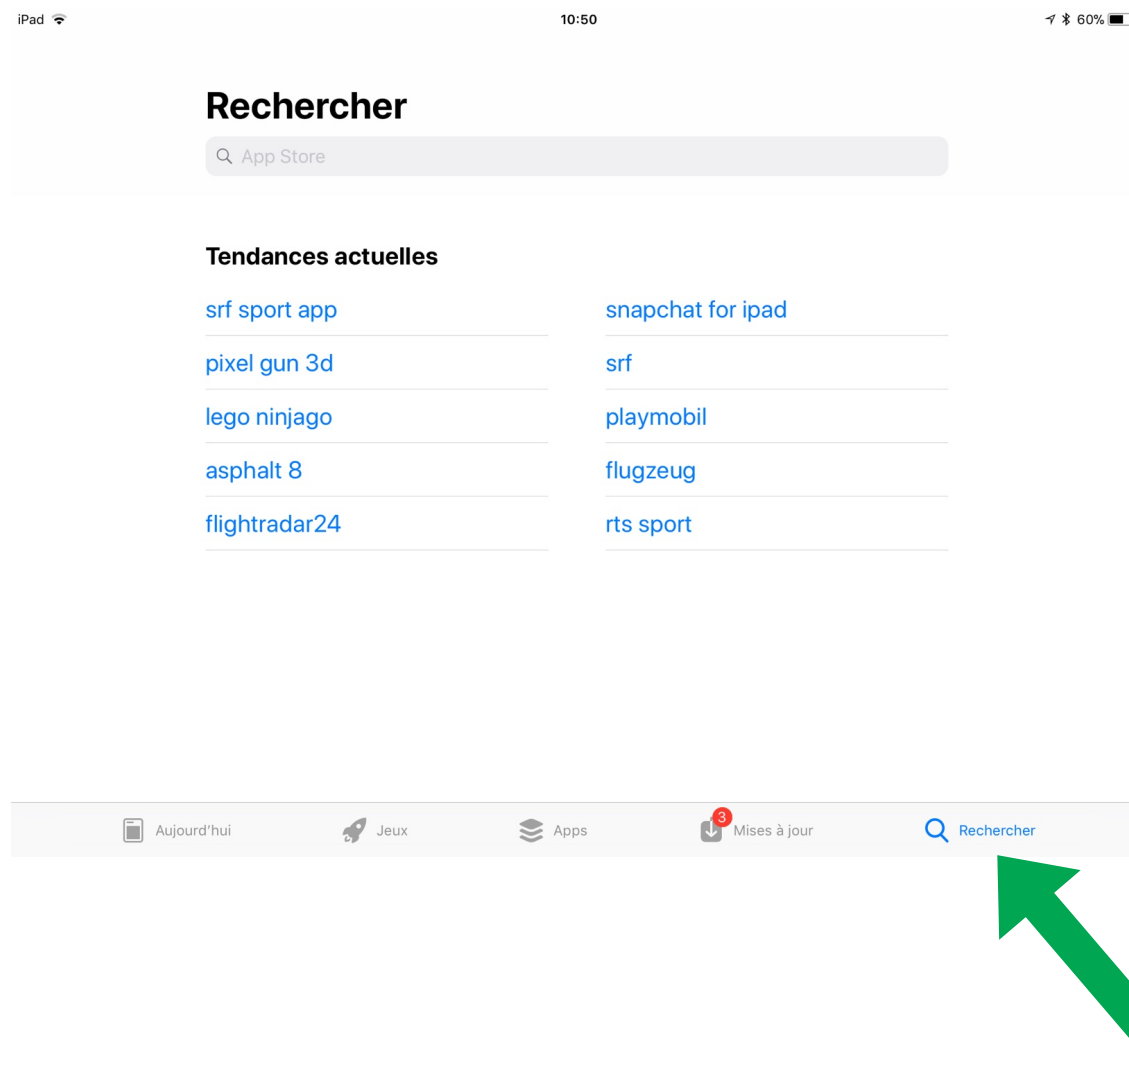 iPad 10:50 60%
Rechercher
App Store
Tendances actuelles
srf sport app
snapchat for ipad
pixel gun 3d
srf
lego ninjago
playmobil
asphalt 8
flugzeug
flightradar24
rts sport
Aujourd'hui Jeux Apps 3 Mises à jour Rechercher